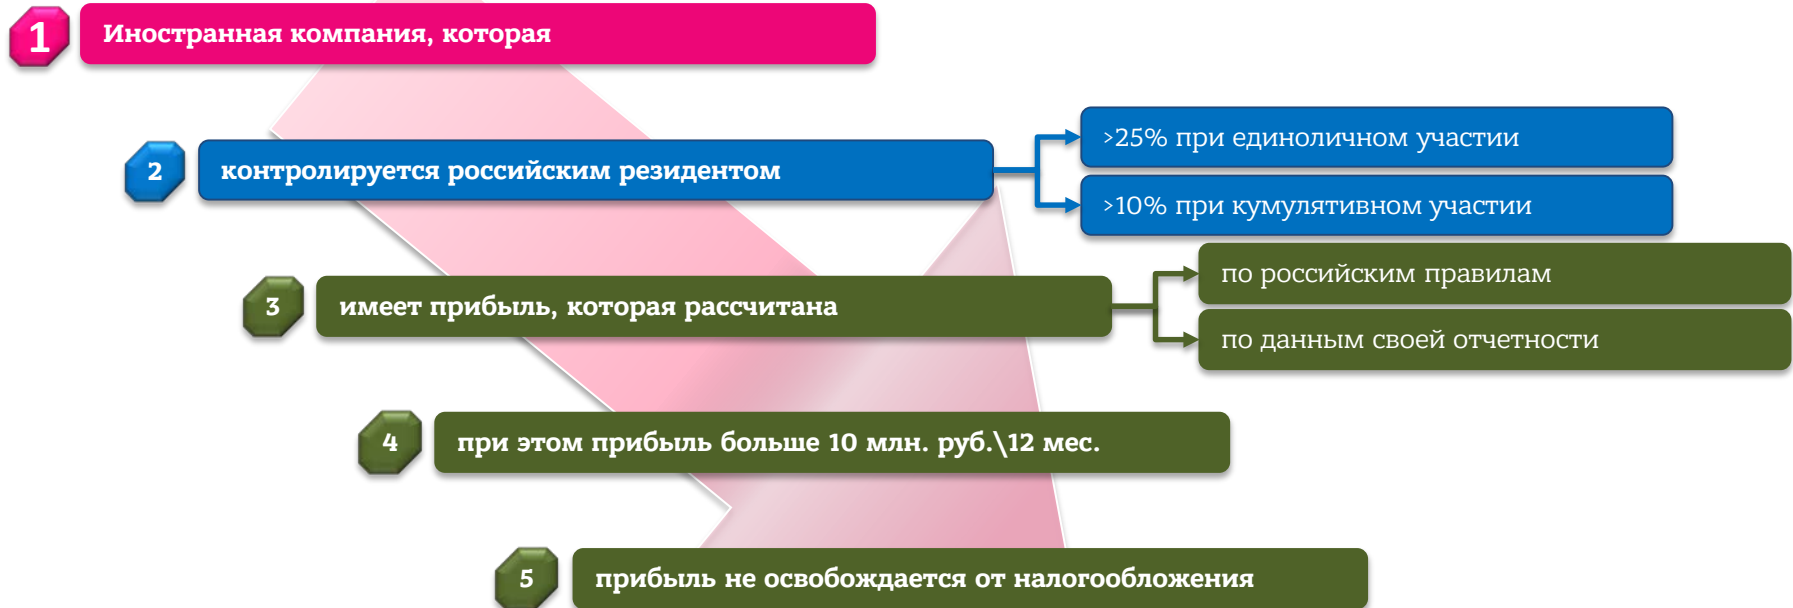 1
Иностранная компания, которая
2
контролируется российским резидентом
>25% при единоличном участии
>10% при кумулятивном участии
3
имеет прибыль, которая рассчитана
по российским правилам
по данным своей отчетности
4
при этом прибыль больше 10 млн. руб.\12 мес.
5
прибыль не освобождается от налогообложения